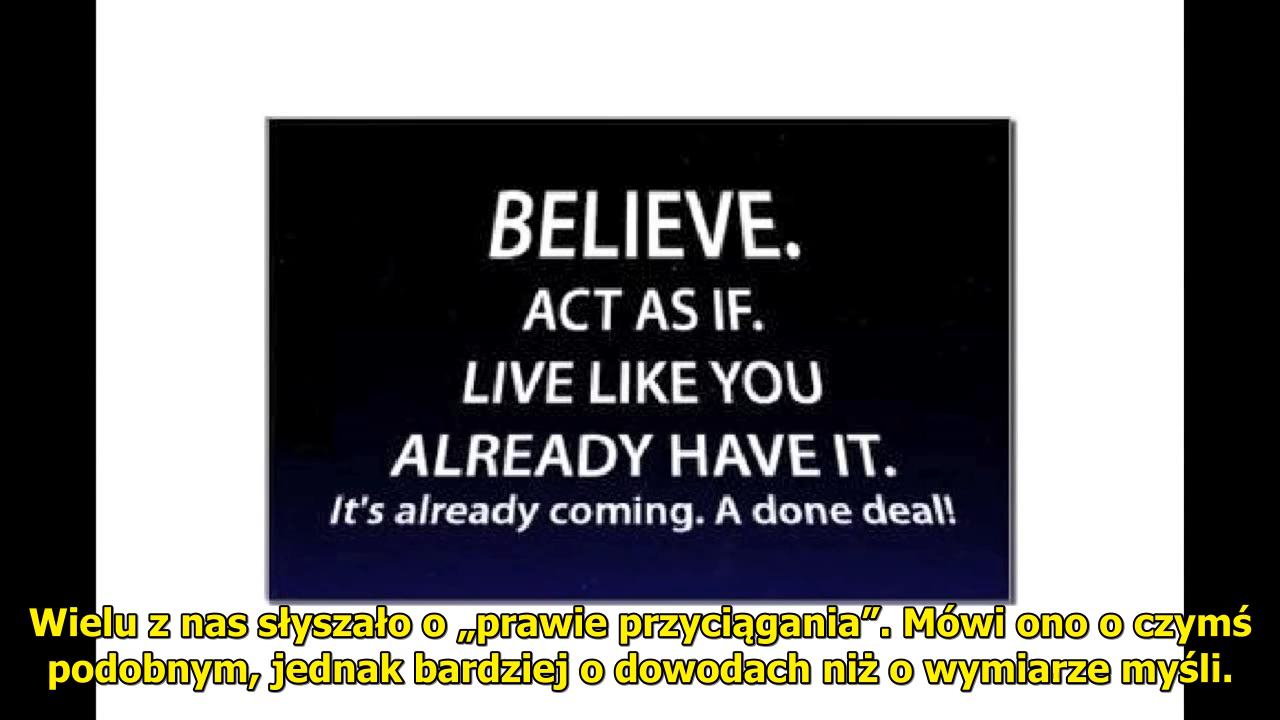 BELIEVE.
ACT AS IF.
LIVE LIKE YOU
ALREADY HAVE IT.
It's already coming. A done deal!
Wielu z nas słyszało o „prawie przyciągania”. Mówi ono o czymś
podobnym, jednak bardziej o dowodach niż o wymiarze myśli.